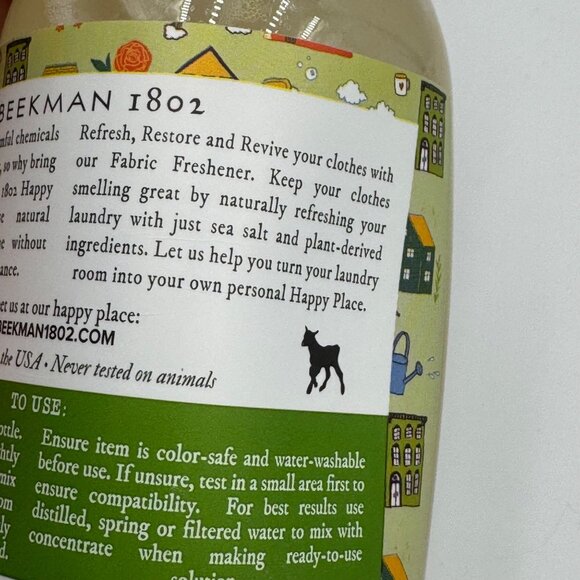 BEEKMAN 1802
chemicals
so why bring
1802 Happy
natural
without
Refresh, Restore and Revive your clothes with
our Fabric Freshener. Keep your clothes
smelling great by naturally refreshing your
laundry with just sea salt and plant-derived
ingredients. Let us help you turn your laundry
room into your own personal Happy Place.
us at our happy place:
BEEKMAN1802.COM
the USA • Never tested on animals
TO USE:
mix
Ensure item is color-safe and water-washable
before use. If unsure, test in a small area first to
ensure compatibility. For best results use
distilled, spring or filtered water to mix with
concentrate when making ready-to-use
solution